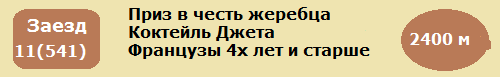 Заезд
11(541)
Приз в честь жеребца
Коктейль Джета
Французы 4х лет и старше
2400 м